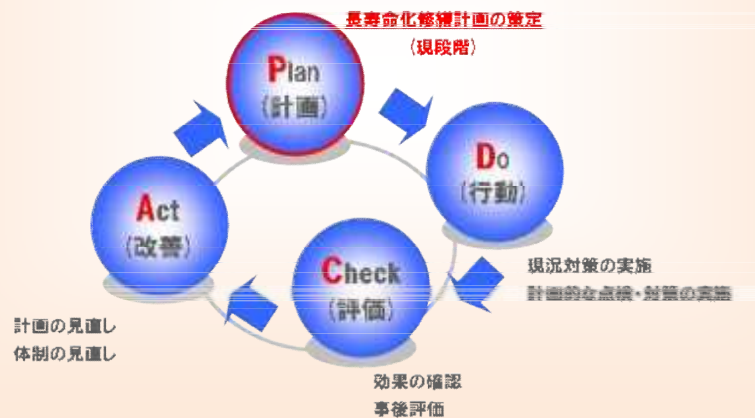 長寿命化修繕計画の策定
(現段階)
Plan
(計画)
Do
(行動)
Act
(改善)
Check
(評価)
現況対策の実施
計画的な点検・対策の実施
計画の見直し
体制の見直し
効果の確認
事後評価